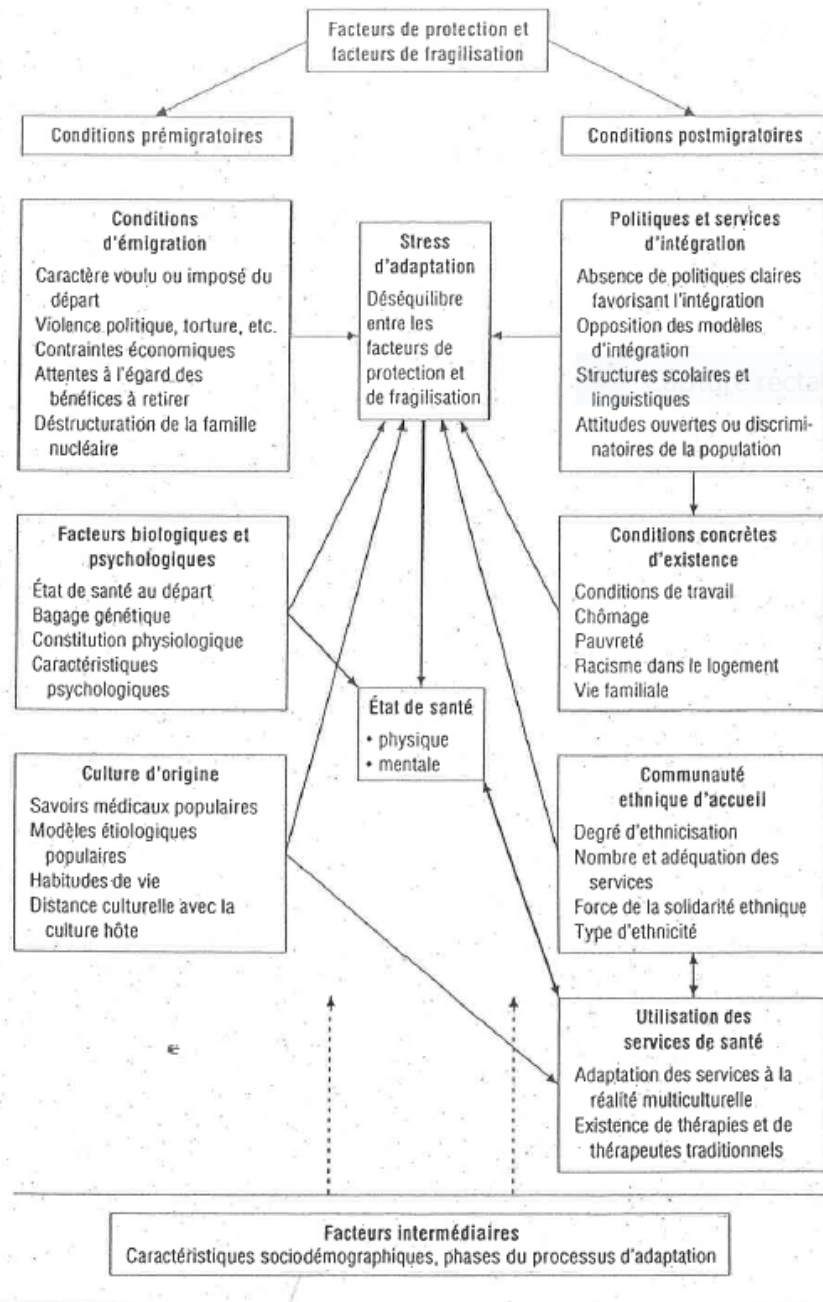 Facteurs de protection et
facteurs de fragilisation
Conditions prémigratoires
Conditions postmigratoires
Conditions
d'émigration
Caractère voulu ou imposé du
départ
Violence politique, torture, etc.
Contraintes économiques
Attentes à l'égard des
bénéfices à retirer
Déstructuration de la famille
nucléaire
Stress
d'adaptation
Déséquilibre
entre les
facteurs de
protection et
de fragilisation
Politiques et services
d'intégration
Absence de politiques claires
favorisant l'intégration
Opposition des modèles
d'intégration
Structures scolaires et
linguistiques
Attitudes ouvertes ou discrimi-
natoires de la population
Facteurs biologiques et
psychologiques
État de santé au départ
Bagage génétique
Constitution physiologique
Caractéristiques
psychologiques
Conditions concrètes
d'existence
Conditions de travail
Chômage
Pauvreté
Racisme dans le logement
Vie familiale
État de santé
• physique
• mentale
Culture d'origine
Savoirs médicaux populaires
Modèles étiologiques
populaires
Habitudes de vie
Distance culturelle avec la
culture hôte
Communauté
ethnique d'accueil
Degré d'ethnicisation
Nombre et adéquation des
services
Force de la solidarité ethnique
Type d'ethnicité
Utilisation des
services de santé
Adaptation des services à la
réalité multiculturelle
Existence de thérapies et de
thérapeutes traditionnels
Facteurs intermédiaires
Caractéristiques sociodémographiques, phases du processus d'adaptation